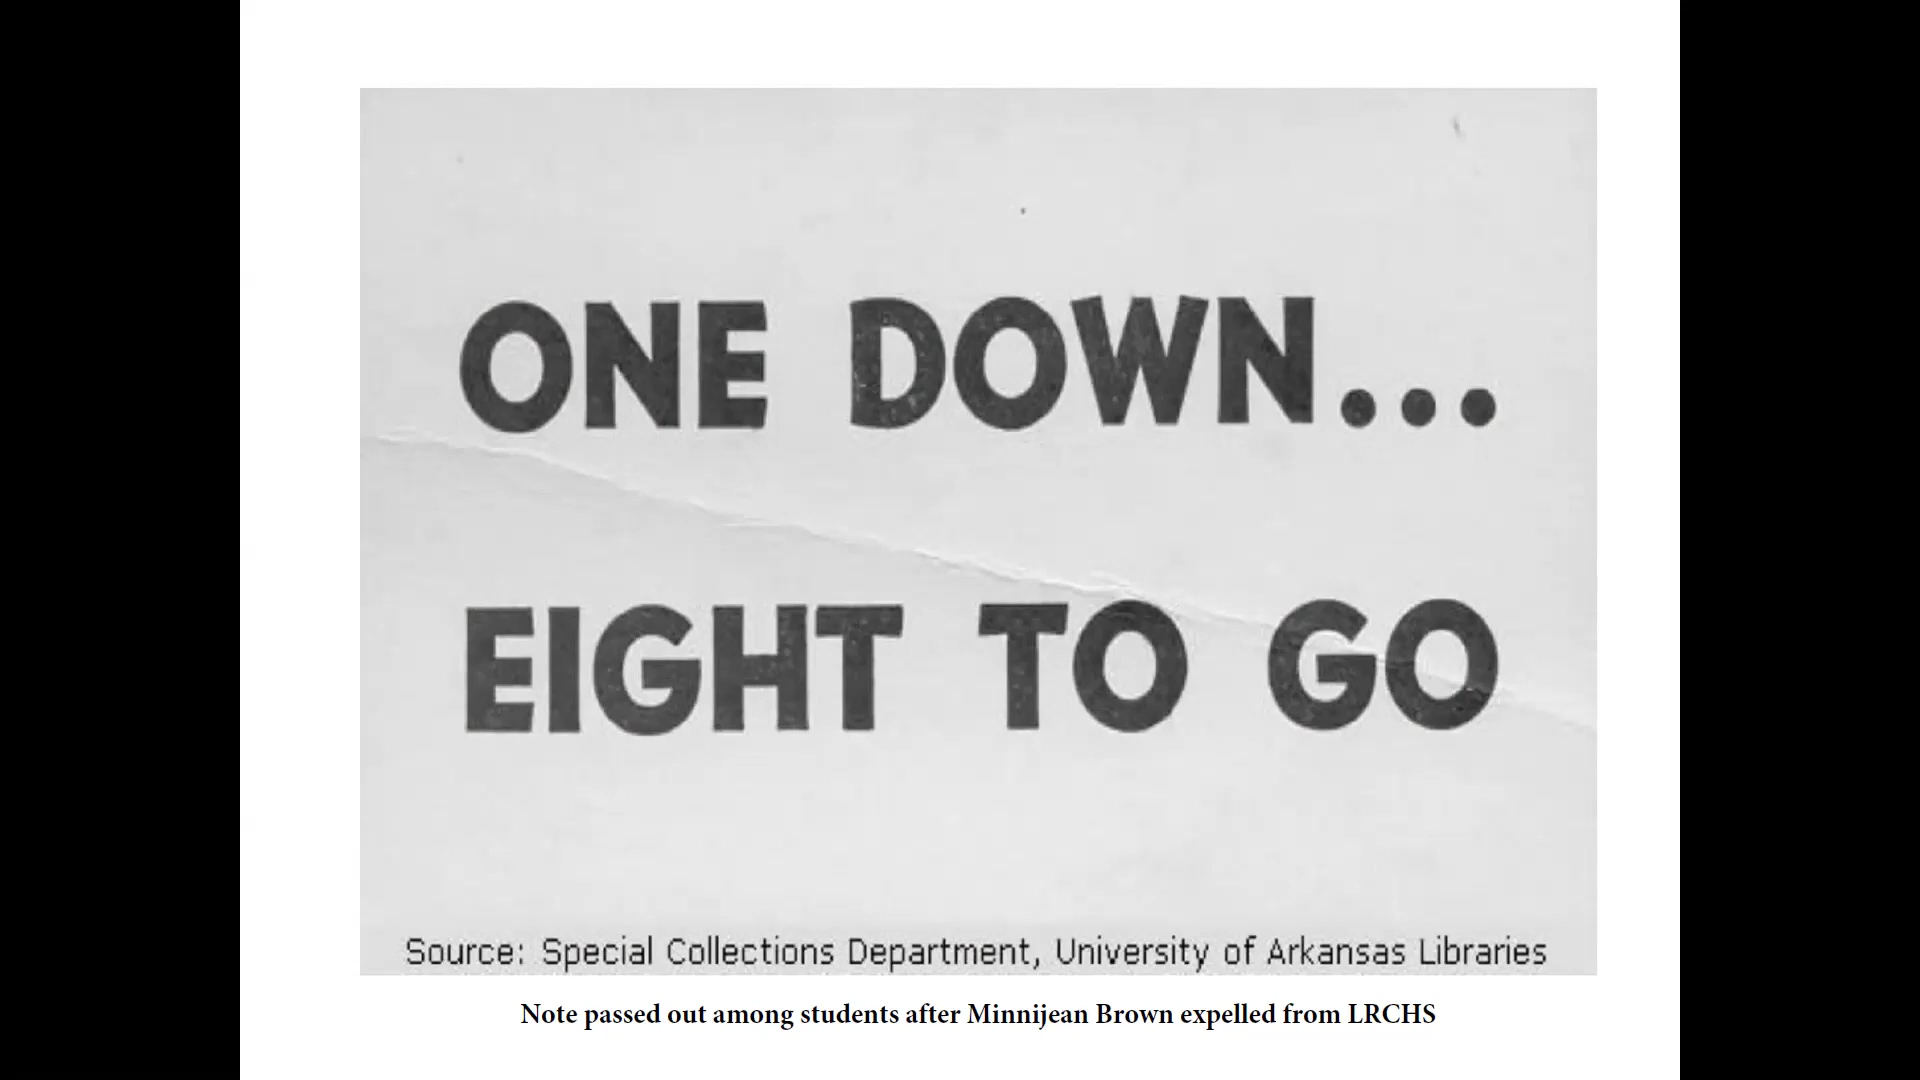 ONE DOWN...
EIGHT TO GO
Source: Special Collections Department, University of Arkansas Libraries
Note passed out among students after Minnijean Brown expelled from LRCHS